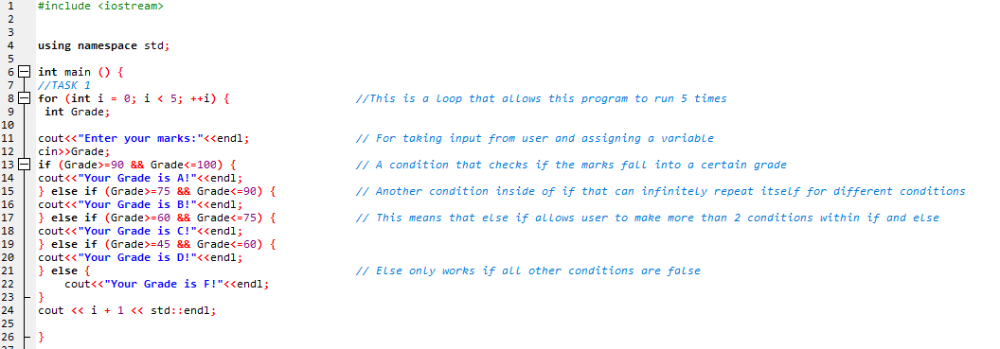 1 #include <iostream>
2
3
4 using namespace std;
5
6 int main () {
7 //TASK 1
8 for (int i = 0; i < 5; ++i) { //This is a loop that allows this program to run 5 times
9 int Grade;
10
11 cout<<"Enter your marks:"<<endl; // For taking input from user and assigning a variable
12 cin>>Grade;
13 if (Grade>=90 && Grade<=100) { // A condition that checks if the marks fall into a certain grade
14 cout<<"Your Grade is A!"<<endl;
15 } else if (Grade>=75 && Grade<=90) { // Another condition inside of if that can infinitely repeat itself for different conditions
16 cout<<"Your Grade is B!"<<endl;
17 } else if (Grade>=60 && Grade<=75) { // This means that else if allows user to make more than 2 conditions within if and else
18 cout<<"Your Grade is C!"<<endl;
19 } else if (Grade>=45 && Grade<=60) {
20 cout<<"Your Grade is D!"<<endl;
21 } else { // Else only works if all other conditions are false
22 cout<<"Your Grade is F!"<<endl;
23 }
24 cout << i + 1 << std::endl;
25
26 }
27